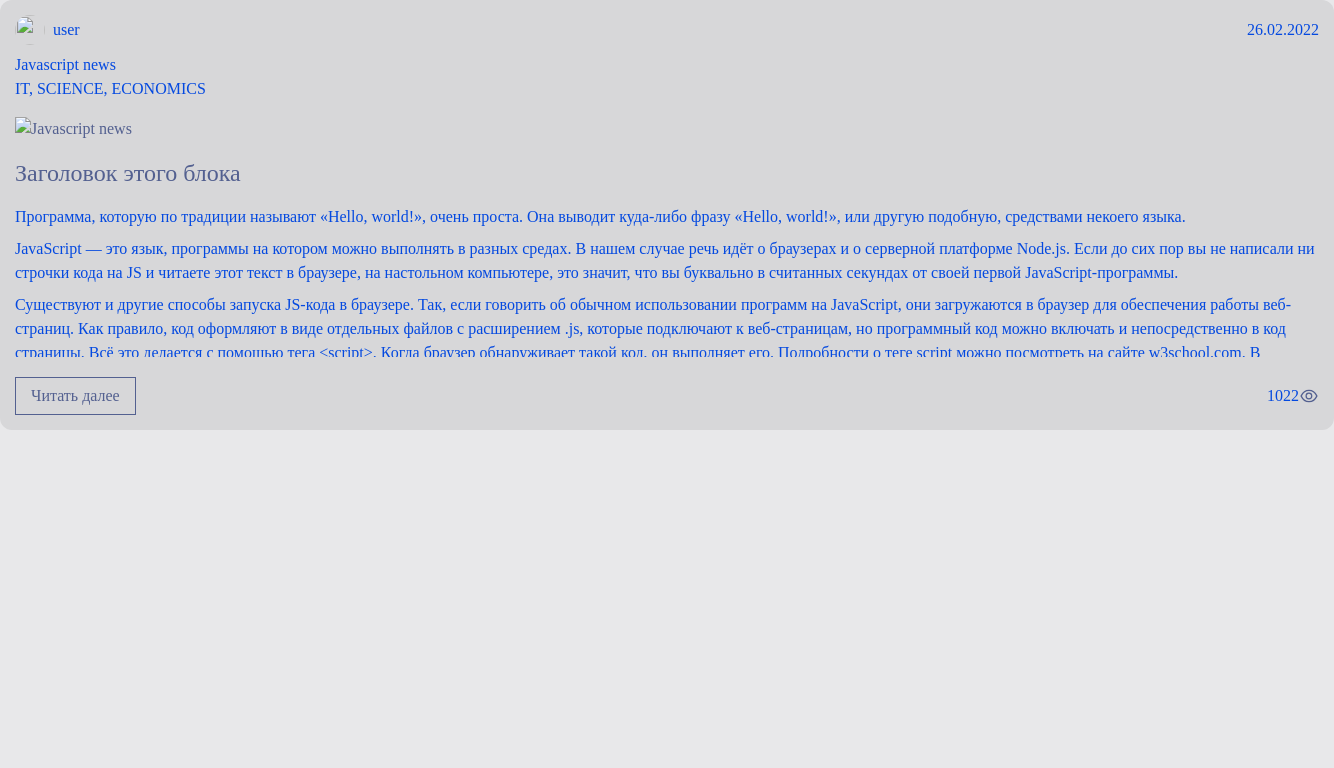 user
26.02.2022
Javascript news
IT, SCIENCE, ECONOMICS
Javascript news
Заголовок этого блока
Программа, которую по традиции называют «Hello, world!», очень проста. Она выводит куда-либо фразу «Hello, world!», или другую подобную, средствами некоего языка.
JavaScript — это язык, программы на котором можно выполнять в разных средах. В нашем случае речь идёт о браузерах и о серверной платформе Node.js. Если до сих пор вы не написали ни
строчки кода на JS и читаете этот текст в браузере, на настольном компьютере, это значит, что вы буквально в считанных секундах от своей первой JavaScript-программы.
Существуют и другие способы запуска JS-кода в браузере. Так, если говорить об обычном использовании программ на JavaScript, они загружаются в браузер для обеспечения работы веб-
страниц. Как правило, код оформляют в виде отдельных файлов с расширением .js, которые подключают к веб-страницам, но программный код можно включать и непосредственно в код
страницы. Всё это делается с помощью тега <script>. Когда браузер обнаруживает такой код, он выполняет его. Подробности о теге script можно посмотреть на сайте w3school.com. В
Читать далее
1022